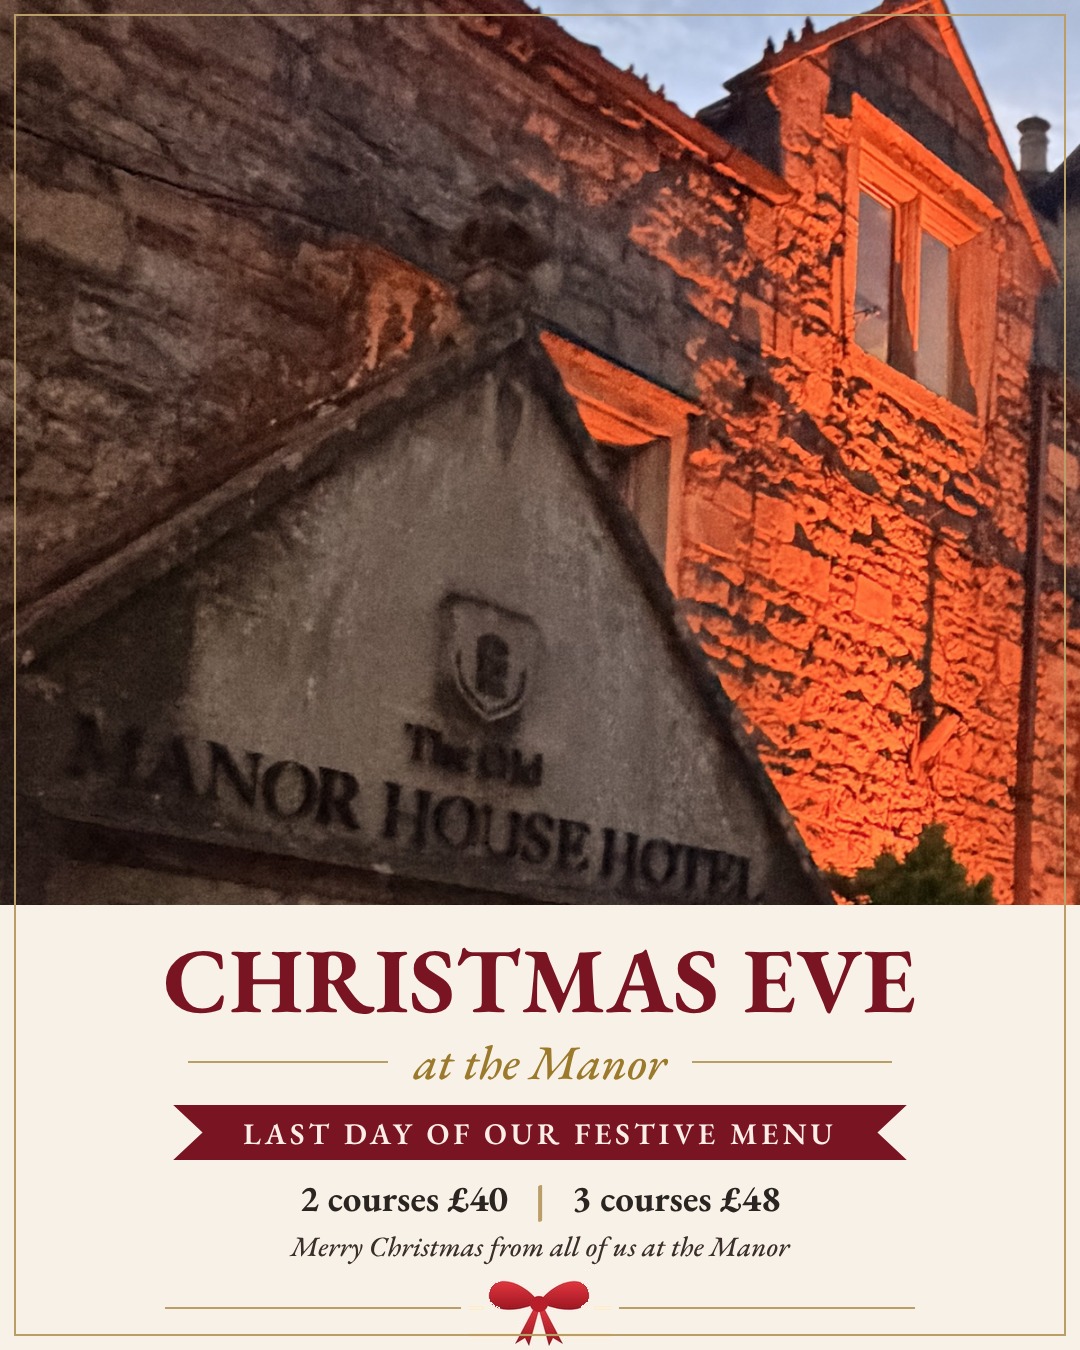 The Old
MANOR HOUSE HOTEL
CHRISTMAS EVE
at the Manor
LAST DAY OF OUR FESTIVE MENU
2 courses £40 | 3 courses £48
Merry Christmas from all of us at the Manor